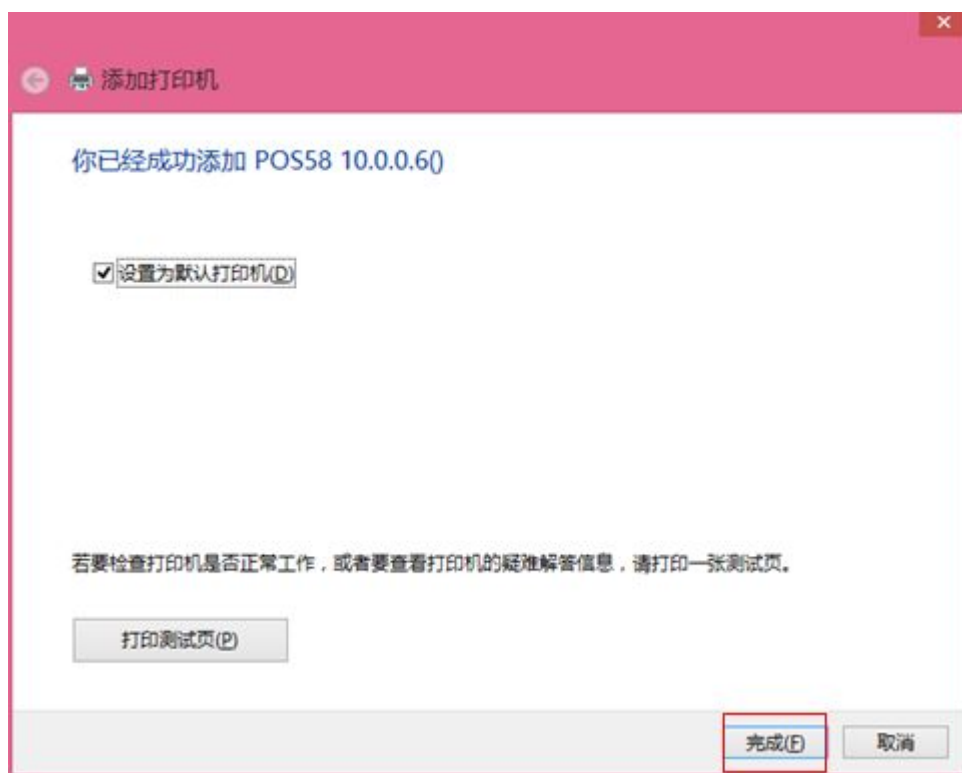 添加打印机
你已经成功添加 POS58 10.0.0.6()
设置为默认打印机(D)
若要检查打印机是否正常工作，或者要查看打印机的疑难解答信息，请打印一张测试页。
打印测试页(P)
完成(F)
取消